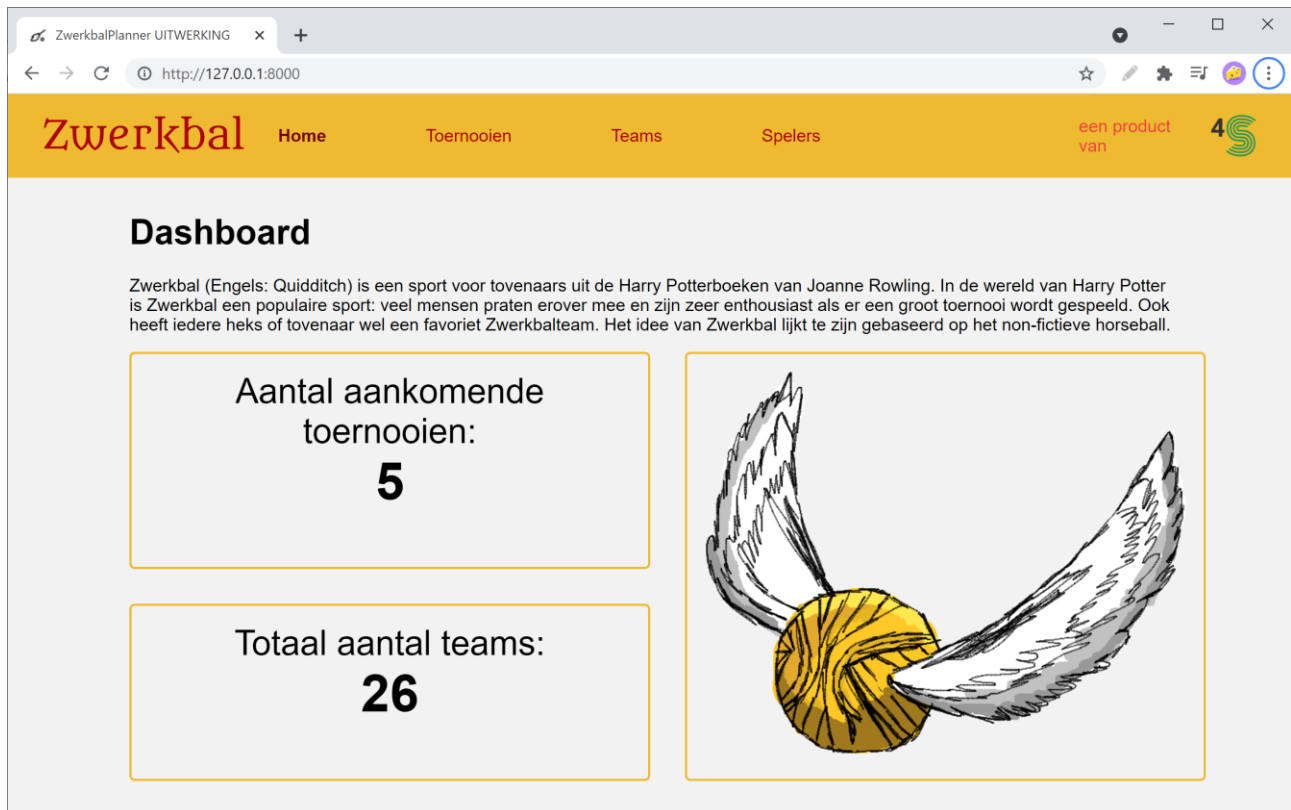 ZwerkbalPlanner UITWERKING
http://127.0.0.1:8000
Zwerkbal
Home
Toernooien
Teams
Spelers
een product
van
4S
Dashboard
Zwerkbal (Engels: Quidditch) is een sport voor tovenaars uit de Harry Potterboeken van Joanne Rowling. In de wereld van Harry Potter
is Zwerkbal een populaire sport: veel mensen praten erover mee en zijn zeer enthousiast als er een groot toernooi wordt gespeeld. Ook
heeft iedere heks of tovenaar wel een favoriet Zwerkbalteam. Het idee van Zwerkbal lijkt te zijn gebaseerd op het non-fictieve horseball.
Aantal aankomende
toernooien:
5
Totaal aantal teams:
26